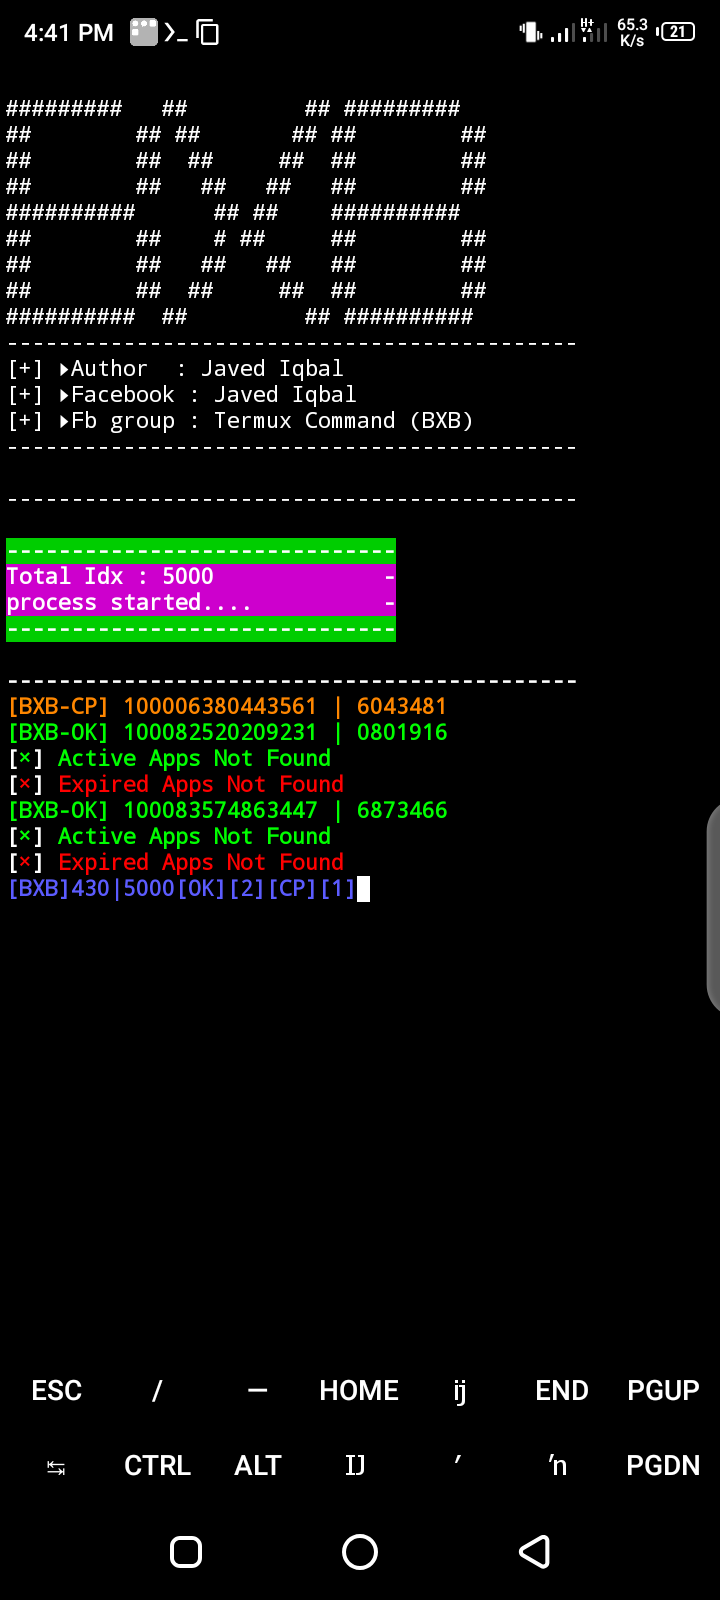 4:41 PM >_ H+ 65.3 K/s 21
#########   ##         ## #########
##        ## ##       ## ##        ##
##        ##  ##     ##  ##        ##
##        ##   ##   ##   ##        ##
##########      ## ##    ##########
##        ##    # ##     ##        ##
##        ##   ##   ##   ##        ##
##        ##  ##     ##  ##        ##
##########  ##         ## ##########
--------------------------------------------
[+] ▸Author  : Javed Iqbal
[+] ▸Facebook : Javed Iqbal
[+] ▸Fb group : Termux Command (BXB)
--------------------------------------------
--------------------------------------------
------------------------------
Total Idx : 5000             -
process started....          -
------------------------------
--------------------------------------------
[BXB-CP] 100006380443561 | 6043481
[BXB-OK] 100082520209231 | 0801916
[×] Active Apps Not Found
[×] Expired Apps Not Found
[BXB-OK] 100083574863447 | 6873466
[×] Active Apps Not Found
[×] Expired Apps Not Found
[BXB]430|5000[OK][2][CP][1]
ESC / — HOME ij END PGUP
↹ CTRL ALT IJ ′ ŉ PGDN